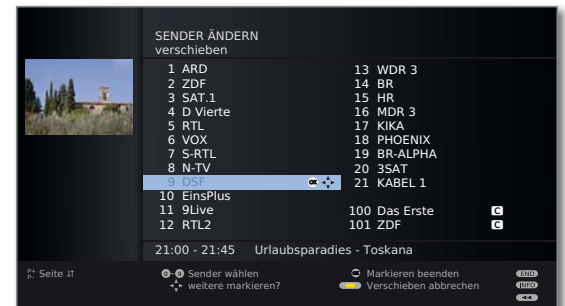 SENDER ÄNDERN
verschieben
1 ARD
2 ZDF
3 SAT.1
4 D Vierte
5 RTL
6 VOX
7 S-RTL
8 N-TV
9 DSF OK
10 EinsPlus
11 9Live
12 RTL2
13 WDR 3
14 BR
15 HR
16 MDR 3
17 KIKA
18 PHOENIX
19 BR-ALPHA
20 3SAT
21 KABEL 1
100 Das Erste C
101 ZDF C
21:00 - 21:45 Urlaubsparadies - Toskana
P+ P- Seite ↓↑
0-9 Sender wählen
weitere markieren?
Markieren beenden
Verschieben abbrechen
END
INFO